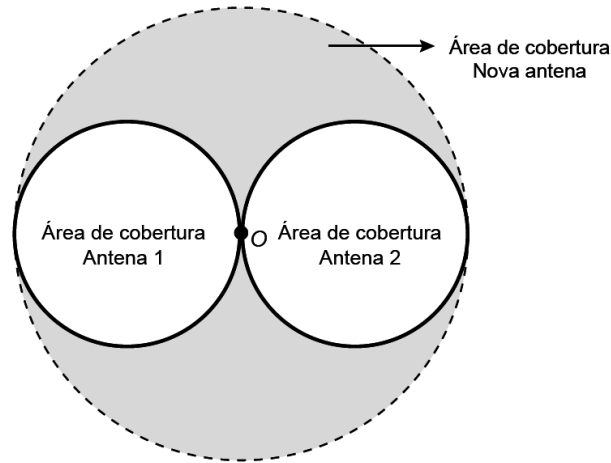 Área de cobertura
Nova antena
Área de cobertura
Antena 1
O
Área de cobertura
Antena 2